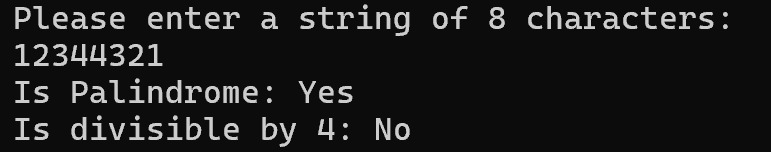 Please enter a string of 8 characters:
12344321
Is Palindrome: Yes
Is divisible by 4: No